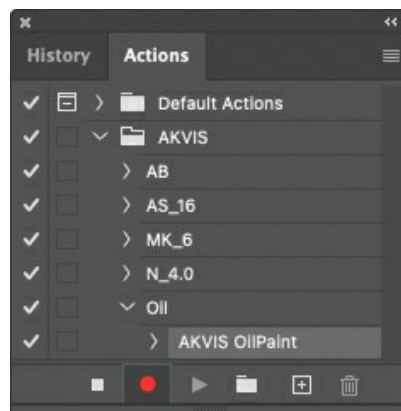 History Actions
Default Actions
AKVIS
AB
AS_16
MK_6
N_4.0
Oil
AKVIS OilPaint